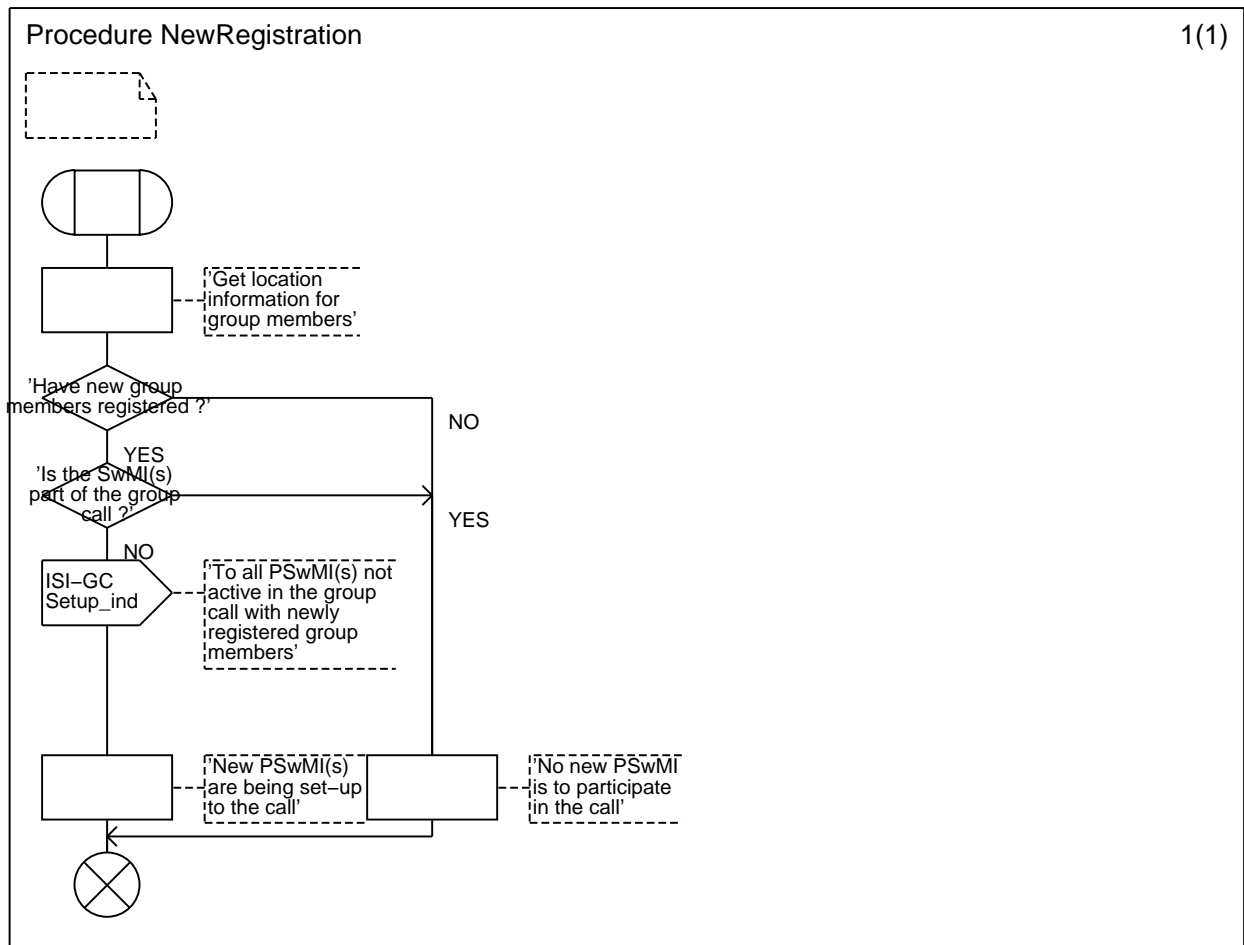 Procedure NewRegistration
1(1)
’Get location
information for
group members’
’Have new group
members registered ?’
NO
YES
’Is the SwMI(s)
part of the group
call ?’
YES
NO
ISI−GC
Setup_ind
’To all PSwMI(s) not
active in the group
call with newly
registered group
members’
’New PSwMI(s)
are being set−up
to the call’
’No new PSwMI
is to participate
in the call’